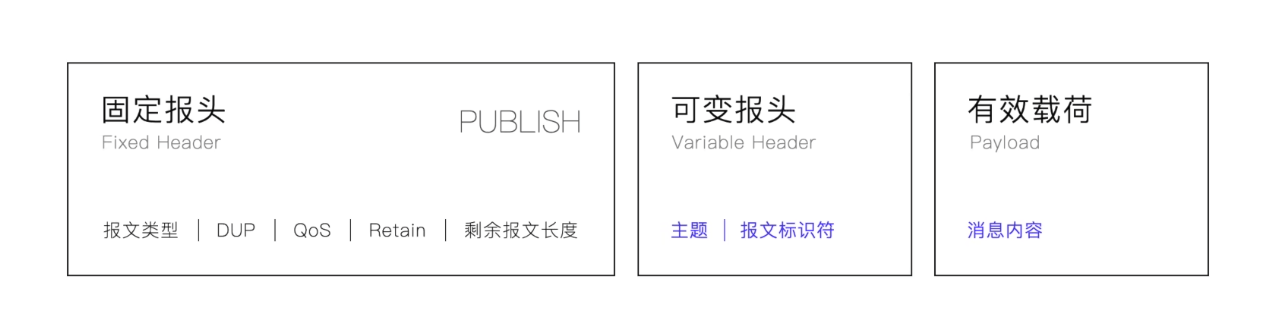 固定报头
Fixed Header
PUBLISH
报文类型 | DUP | QoS | Retain | 剩余报文长度
可变报头
Variable Header
主题 | 报文标识符
有效载荷
Payload
消息内容